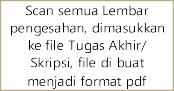 Scan semua Lembar
pengesahan, dimasukkan
ke file Tugas Akhir/
Skripsi, file di buat
menjadi format pdf